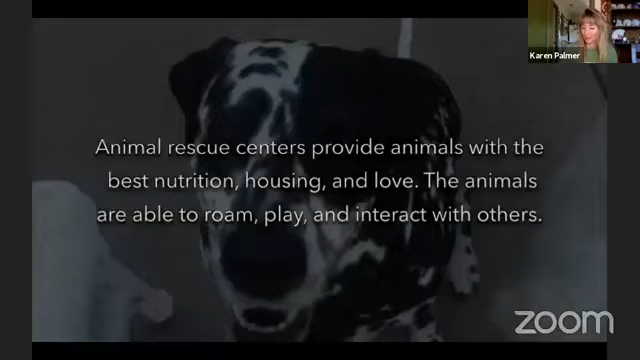 Karen Palmer
Animal rescue centers provide animals with the
best nutrition, housing, and love. The animals
are able to roam, play, and interact with others.
zoom